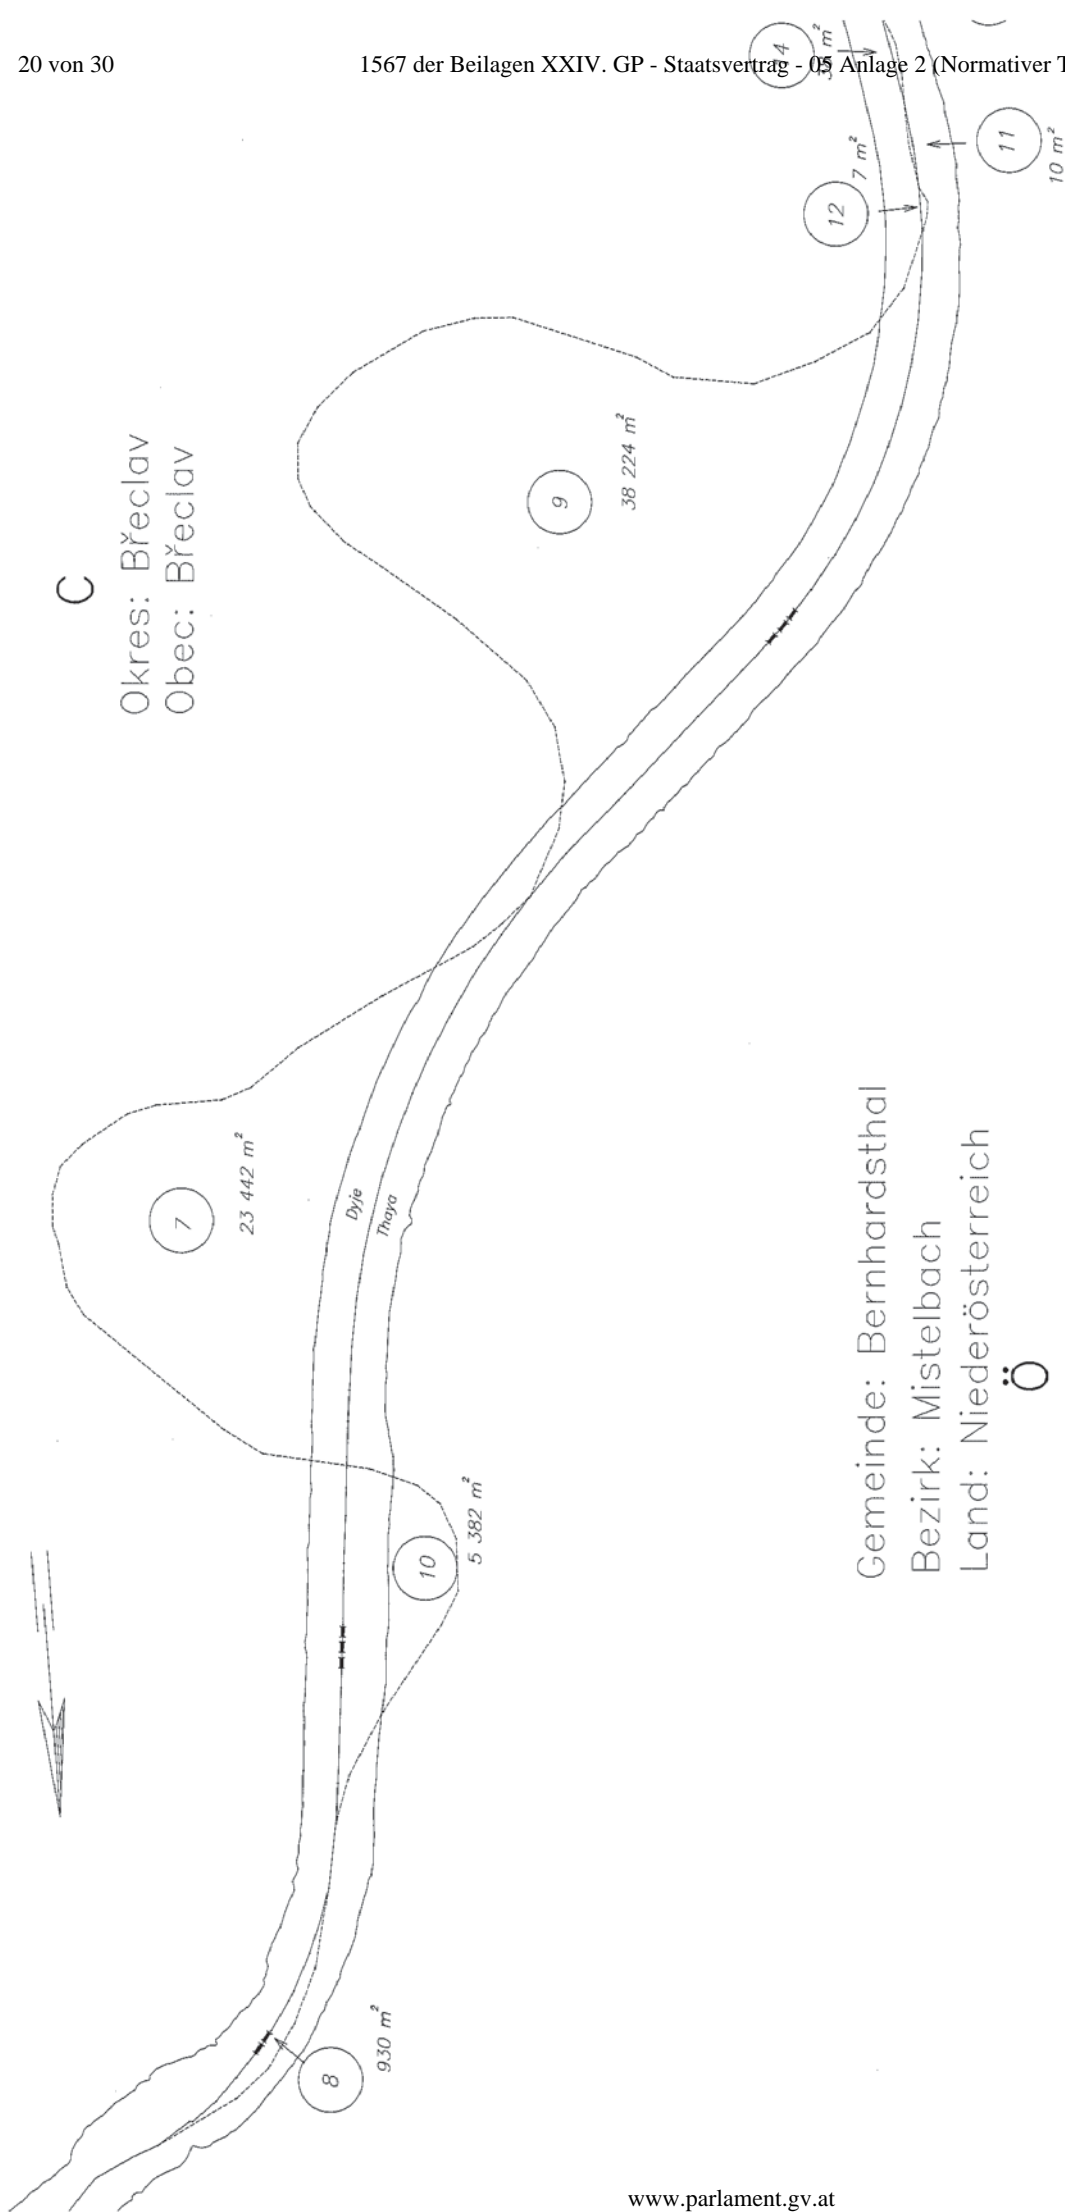 20 von 30
1567 der Beilagen XXIV. GP - Staatsvertrag - 05 Anlage 2 (Normativer T
14
m²
11
10 m²
12
7 m²
9
38 224 m²
C
Okres: Břeclav
Obec: Břeclav
7
23 442 m²
Dyje
Thaya
10
5 382 m²
Gemeinde: Bernhardsthal
Bezirk: Mistelbach
Land: Niederösterreich
Ö
8
930 m²
www.parlament.gv.at